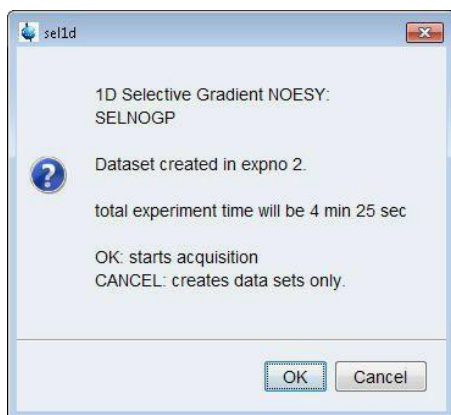 sel1d
1D Selective Gradient NOESY:
SELNOGP
Dataset created in expno 2.
total experiment time will be 4 min 25 sec
OK: starts acquisition
CANCEL: creates data sets only.
OK Cancel